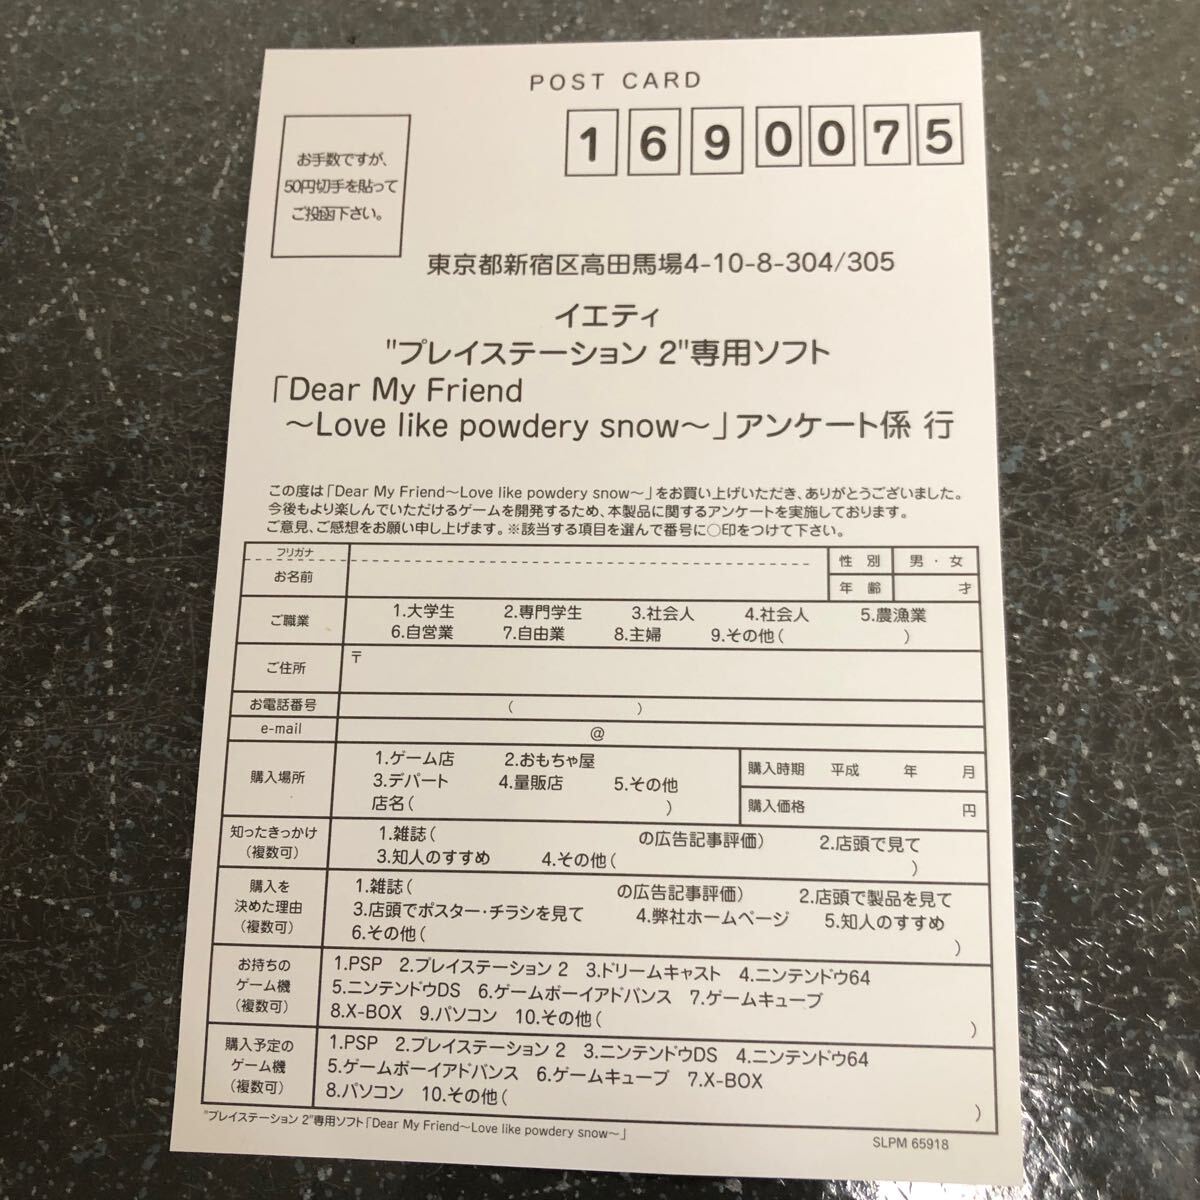 POST CARD
お手数ですが、
50円切手を貼って
ご投函下さい。
1690075
東京都新宿区高田馬場4-10-8-304/305
イエティ
"プレイステーション 2"専用ソフト
「Dear My Friend
～Love like powdery snow～」アンケート係 行
この度は「Dear My Friend～Love like powdery snow～」をお買い上げいただき、ありがとうございました。
今後もより楽しんでいただけるゲームを開発するため、本製品に関するアンケートを実施しております。
ご意見、ご感想をお願い申し上げます。※該当する項目を選んで番号に○印をつけて下さい。
フリガナ
お名前
性 別 男 ・ 女
年 齢 才
ご職業
1.大学生 2.専門学生 3.社会人 4.社会人 5.農漁業
6.自営業 7.自由業 8.主婦 9.その他( )
ご住所
〒
お電話番号 ( )
e-mail @
購入場所
1.ゲーム店 2.おもちゃ屋
3.デパート 4.量販店 5.その他
店名( )
購入時期 平成 年 月
購入価格 円
知ったきっかけ
(複数可)
1.雑誌( の広告記事評価) 2.店頭で見て
3.知人のすすめ 4.その他( )
購入を
決めた理由
(複数可)
1.雑誌( の広告記事評価) 2.店頭で製品を見て
3.店頭でポスター・チラシを見て 4.弊社ホームページ 5.知人のすすめ
6.その他( )
お持ちの
ゲーム機
(複数可)
1.PSP 2.プレイステーション 2 3.ドリームキャスト 4.ニンテンドウ64
5.ニンテンドウDS 6.ゲームボーイアドバンス 7.ゲームキューブ
8.X-BOX 9.パソコン 10.その他( )
購入予定の
ゲーム機
(複数可)
1.PSP 2.プレイステーション 2 3.ニンテンドウDS 4.ニンテンドウ64
5.ゲームボーイアドバンス 6.ゲームキューブ 7.X-BOX
8.パソコン 10.その他( )
"プレイステーション 2"専用ソフト「Dear My Friend～Love like powdery snow～」
SLPM 65918